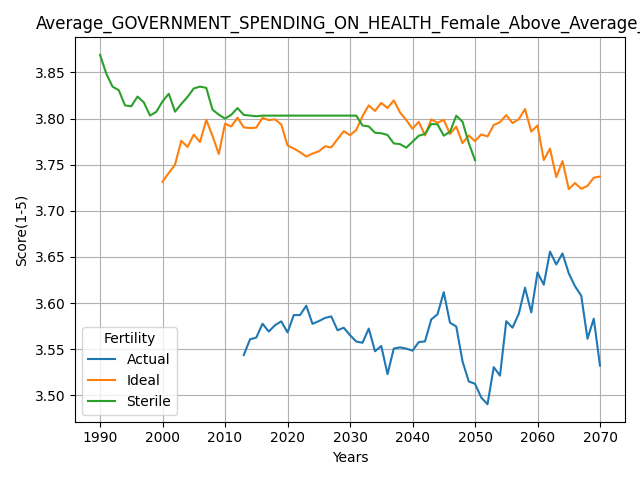 Average_GOVERNMENT_SPENDING_ON_HEALTH_Female_Above_Average_
3.85
3.80
3.75
3.70
3.65
3.60
3.55
3.50
Score(1-5)
Fertility
Actual
Ideal
Sterile
1990 2000 2010 2020 2030 2040 2050 2060 2070
Years